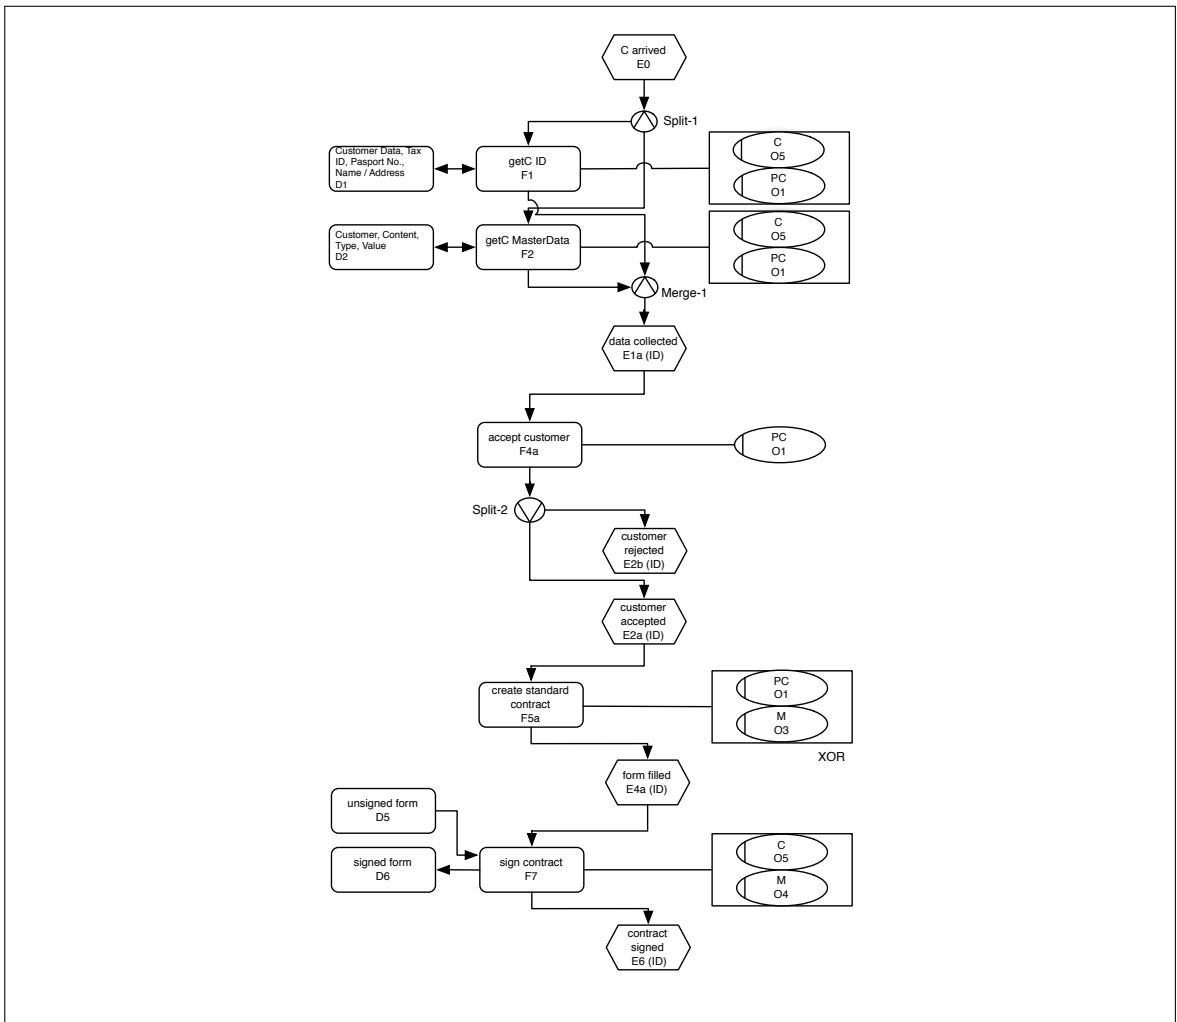 C arrived
E0
Split-1
Customer Data, Tax
ID, Pasport No.,
Name / Address
D1
getC ID
F1
C
O5
PC
O1
Customer, Content,
Type, Value
D2
getC MasterData
F2
C
O5
PC
O1
Merge-1
data collected
E1a (ID)
accept customer
F4a
PC
O1
Split-2
customer
rejected
E2b (ID)
customer
accepted
E2a (ID)
create standard
contract
F5a
PC
O1
M
O3
XOR
form filled
E4a (ID)
unsigned form
D5
signed form
D6
sign contract
F7
C
O5
M
O4
contract
signed
E6 (ID)